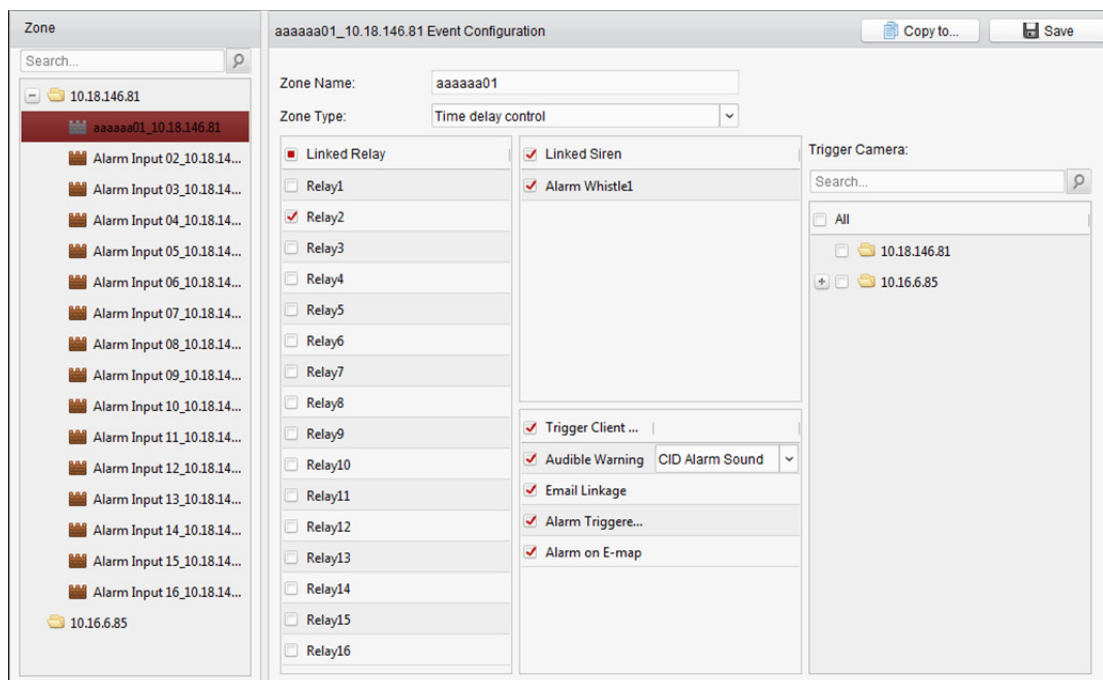 Zone
Search...
10.18.146.81
aaaaaa01_10.18.146.81
Alarm Input 02_10.18.14...
Alarm Input 03_10.18.14...
Alarm Input 04_10.18.14...
Alarm Input 05_10.18.14...
Alarm Input 06_10.18.14...
Alarm Input 07_10.18.14...
Alarm Input 08_10.18.14...
Alarm Input 09_10.18.14...
Alarm Input 10_10.18.14...
Alarm Input 11_10.18.14...
Alarm Input 12_10.18.14...
Alarm Input 13_10.18.14...
Alarm Input 14_10.18.14...
Alarm Input 15_10.18.14...
Alarm Input 16_10.18.14...
10.16.6.85
aaaaaa01_10.18.146.81 Event Configuration
Copy to...
Save
Zone Name: aaaaaa01
Zone Type: Time delay control
Linked Relay
Relay1
Relay2
Relay3
Relay4
Relay5
Relay6
Relay7
Relay8
Relay9
Relay10
Relay11
Relay12
Relay13
Relay14
Relay15
Relay16
Linked Siren
Alarm Whistle1
Trigger Client ...
Audible Warning CID Alarm Sound
Email Linkage
Alarm Triggere...
Alarm on E-map
Trigger Camera:
Search...
All
10.18.146.81
10.16.6.85